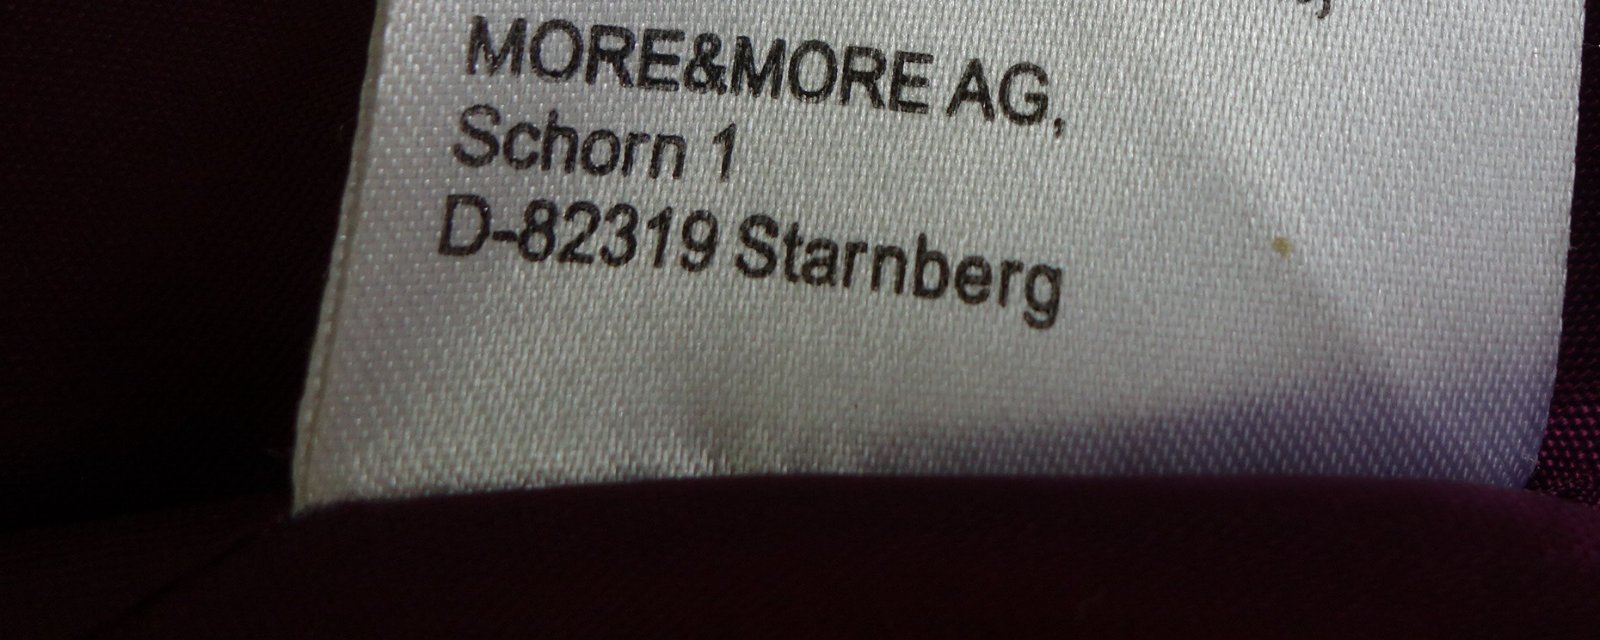 MORE&MORE AG,
Schorn 1
D-82319 Starnberg